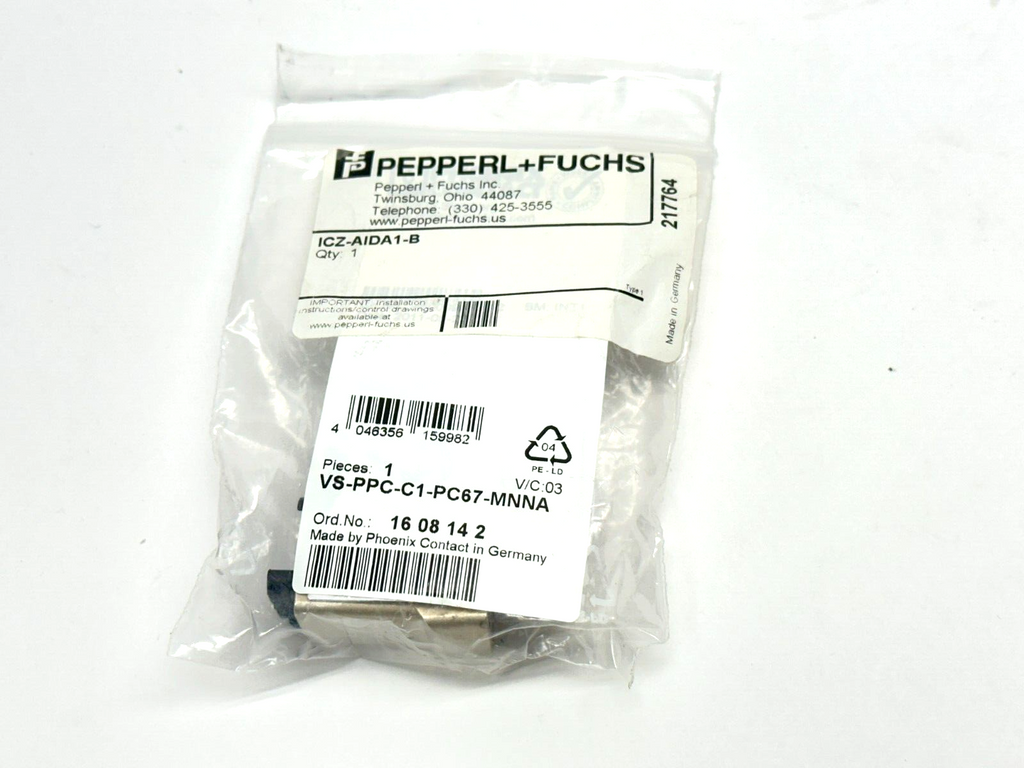 PEPPERL+FUCHS
Pepperl + Fuchs Inc.
Twinsburg, Ohio 44087
Telephone: (330) 425-3555
www.pepperl-fuchs.us
217764
ICZ-AIDA1-B
Qty: 1
Type 1
Made in Germany
IMPORTANT: Installation
instructions/control drawings
available at
www.pepperl-fuchs.us
4 046356 159982
04
PE-LD
Pieces: 1
V/C:03
VS-PPC-C1-PC67-MNNA
Ord.No.: 16 08 14 2
Made by Phoenix Contact in Germany